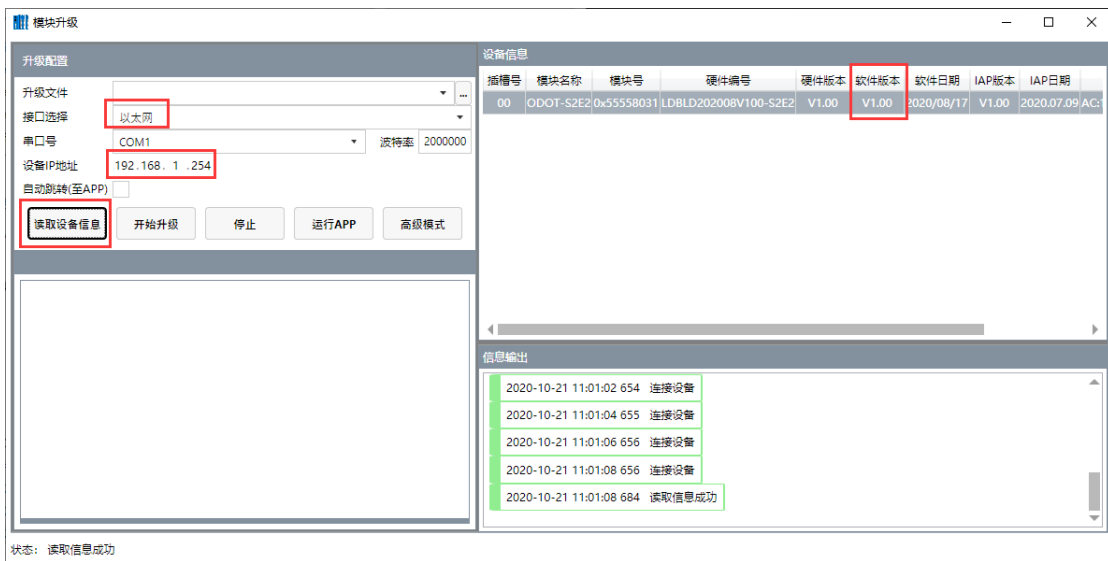 模块升级
升级配置
升级文件
...
接口选择 以太网
串口号 COM1 波特率 2000000
设备IP地址 192.168. 1 .254
自动跳转(至APP)
读取设备信息 开始升级 停止 运行APP 高级模式
设备信息
插槽号 模块名称 模块号 硬件编号 硬件版本 软件版本 软件日期 IAP版本 IAP日期
00 ODOT-S2E2 0x55558031 LDBLD202008V100-S2E2 V1.00 V1.00 2020/08/17 V1.00 2020.07.09 AC:1
信息输出
2020-10-21 11:01:02 654 连接设备
2020-10-21 11:01:04 655 连接设备
2020-10-21 11:01:06 656 连接设备
2020-10-21 11:01:08 656 连接设备
2020-10-21 11:01:08 684 读取信息成功
状态: 读取信息成功